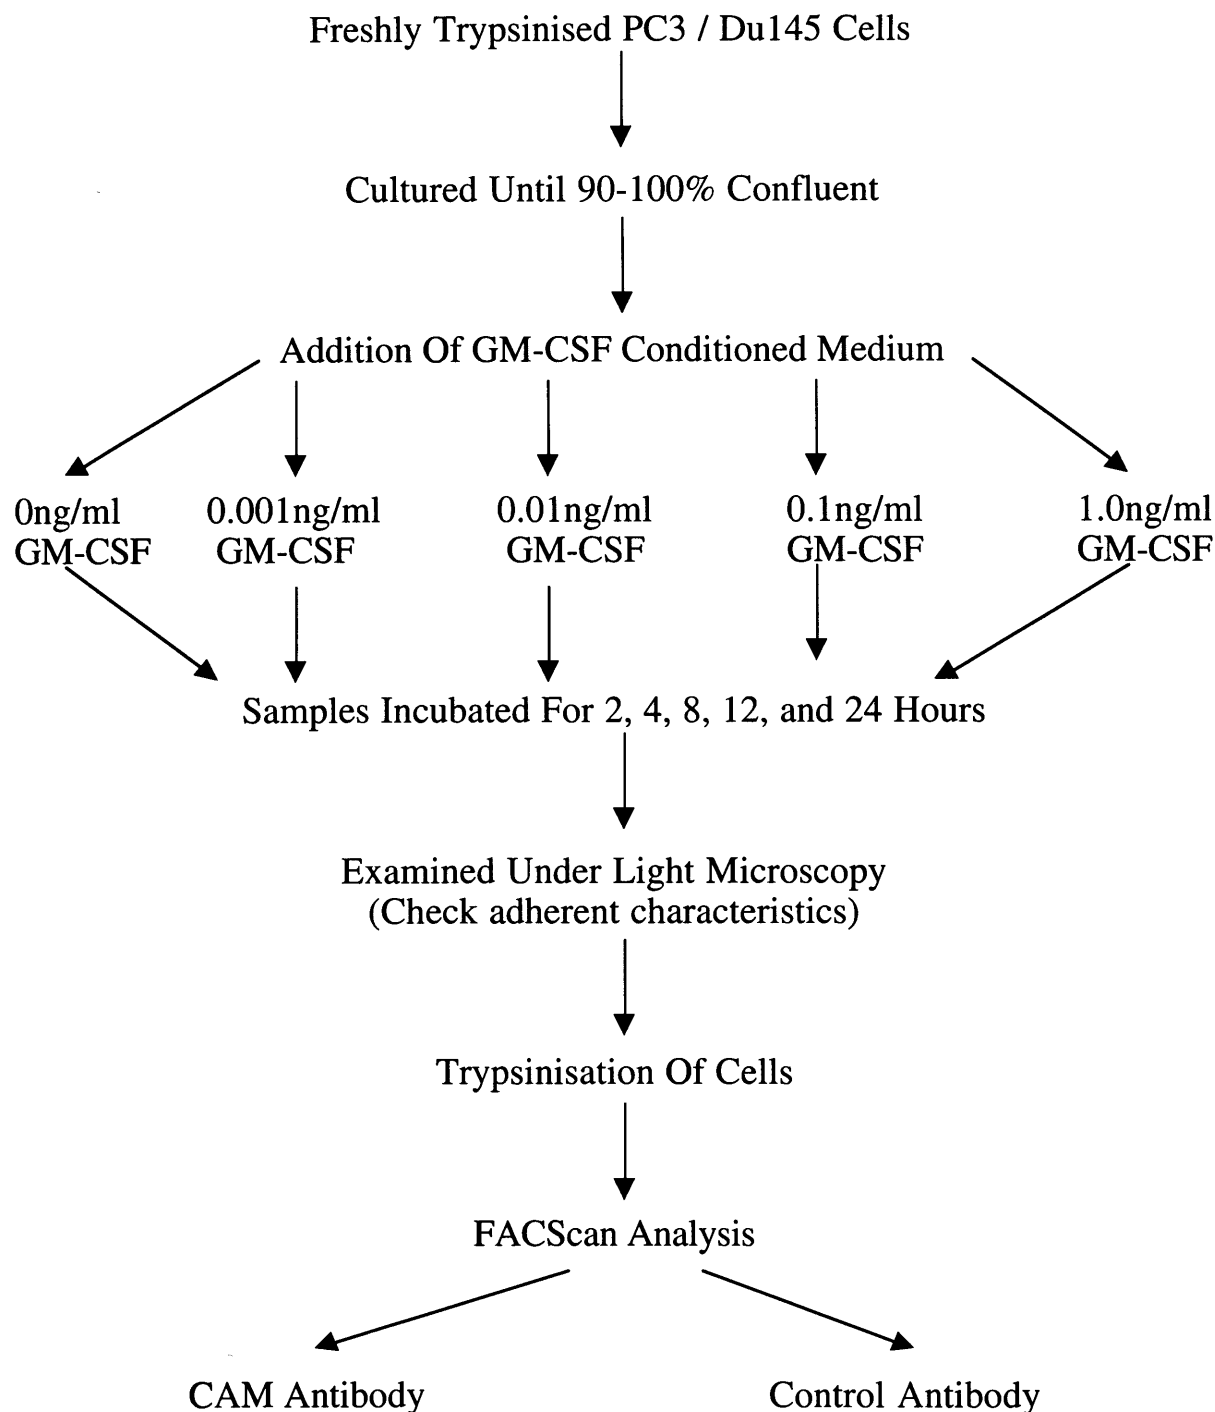 Freshly Trypsinised PC3 / Du145 Cells
Cultured Until 90-100% Confluent
Addition Of GM-CSF Conditioned Medium
0ng/ml
GM-CSF
0.001ng/ml
GM-CSF
0.01ng/ml
GM-CSF
0.1ng/ml
GM-CSF
1.0ng/ml
GM-CSF
Samples Incubated For 2, 4, 8, 12, and 24 Hours
Examined Under Light Microscopy
(Check adherent characteristics)
Trypsinisation Of Cells
FACScan Analysis
CAM Antibody
Control Antibody